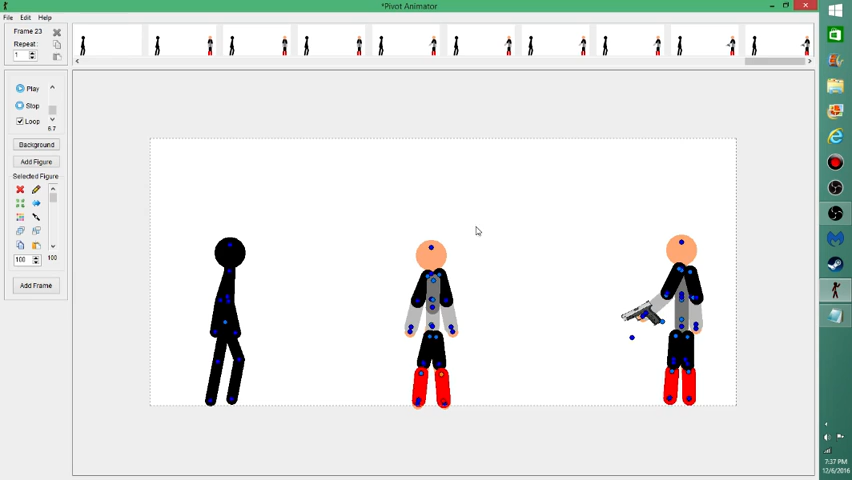 *Pivot Animator
File Edit Help
Frame 23
Repeat:
1
Play
Stop
Loop
6.7
Background
Add Figure
Selected Figure:
100
100
Add Frame
7:37 PM
12/6/2016